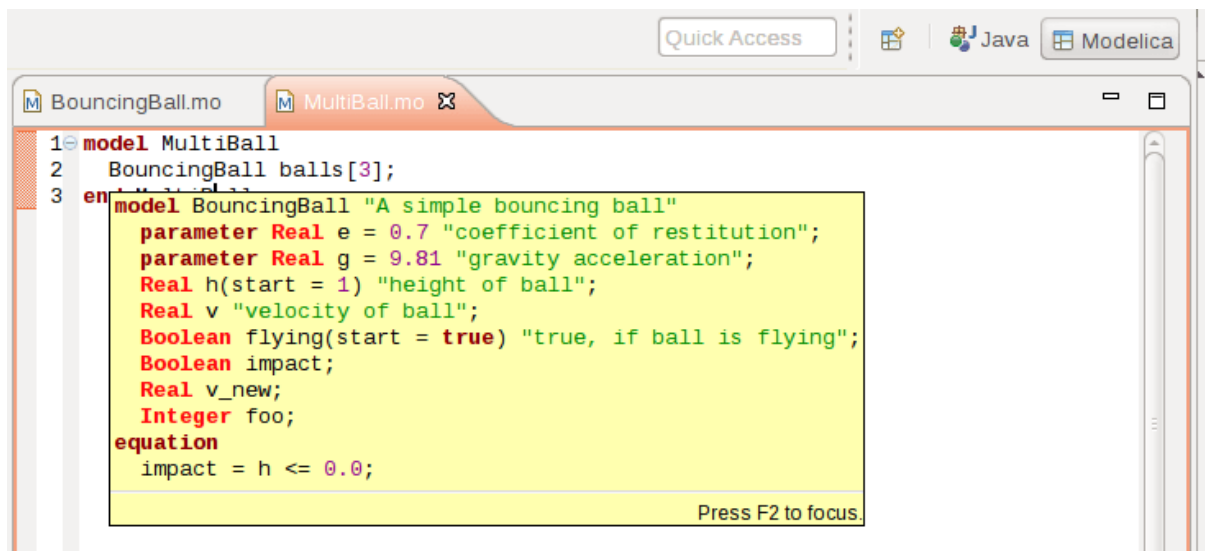 Quick Access Java Modelica
BouncingBall.mo MultiBall.mo
1 model MultiBall
2 BouncingBall balls[3];
3 en
model BouncingBall "A simple bouncing ball"
parameter Real e = 0.7 "coefficient of restitution";
parameter Real g = 9.81 "gravity acceleration";
Real h(start = 1) "height of ball";
Real v "velocity of ball";
Boolean flying(start = true) "true, if ball is flying";
Boolean impact;
Real v_new;
Integer foo;
equation
impact = h <= 0.0;
Press F2 to focus.